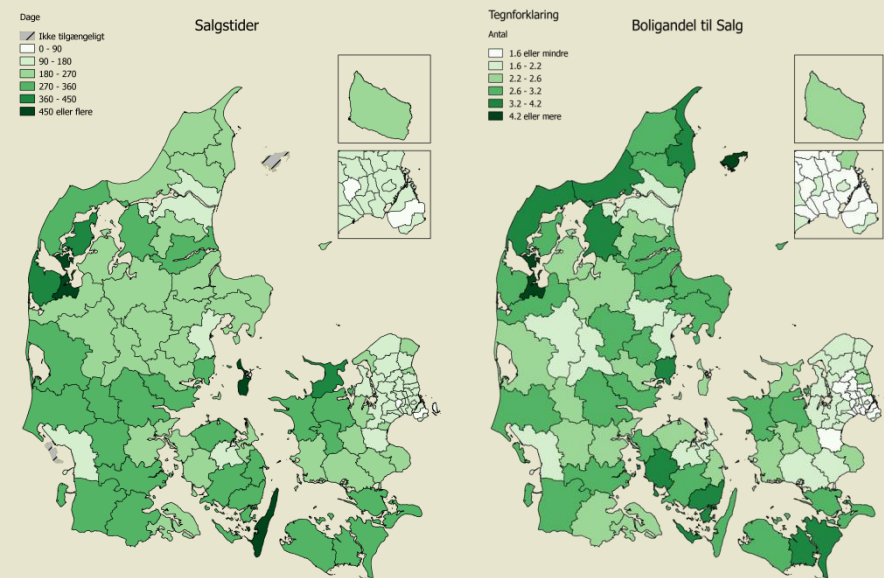 Dage
Salgstider
Ikke tilgængeligt
0 - 90
90 - 180
180 - 270
270 - 360
360 - 450
450 eller flere
Tegnforklaring
Boligandel til Salg
Antal
1.6 eller mindre
1.6 - 2.2
2.2 - 2.6
2.6 - 3.2
3.2 - 4.2
4.2 eller mere